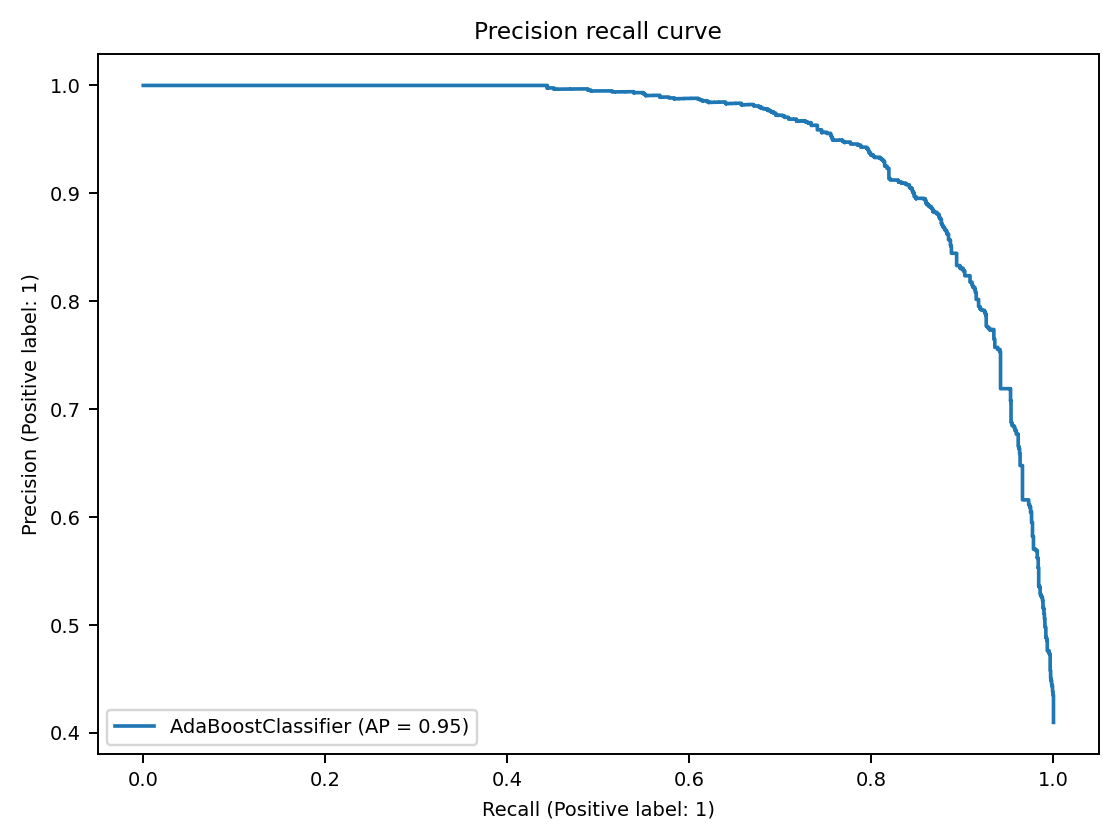 Precision recall curve
Precision (Positive label: 1)
1.0
0.9
0.8
0.7
0.6
0.5
0.4
AdaBoostClassifier (AP = 0.95)
0.0 0.2 0.4 0.6 0.8 1.0
Recall (Positive label: 1)